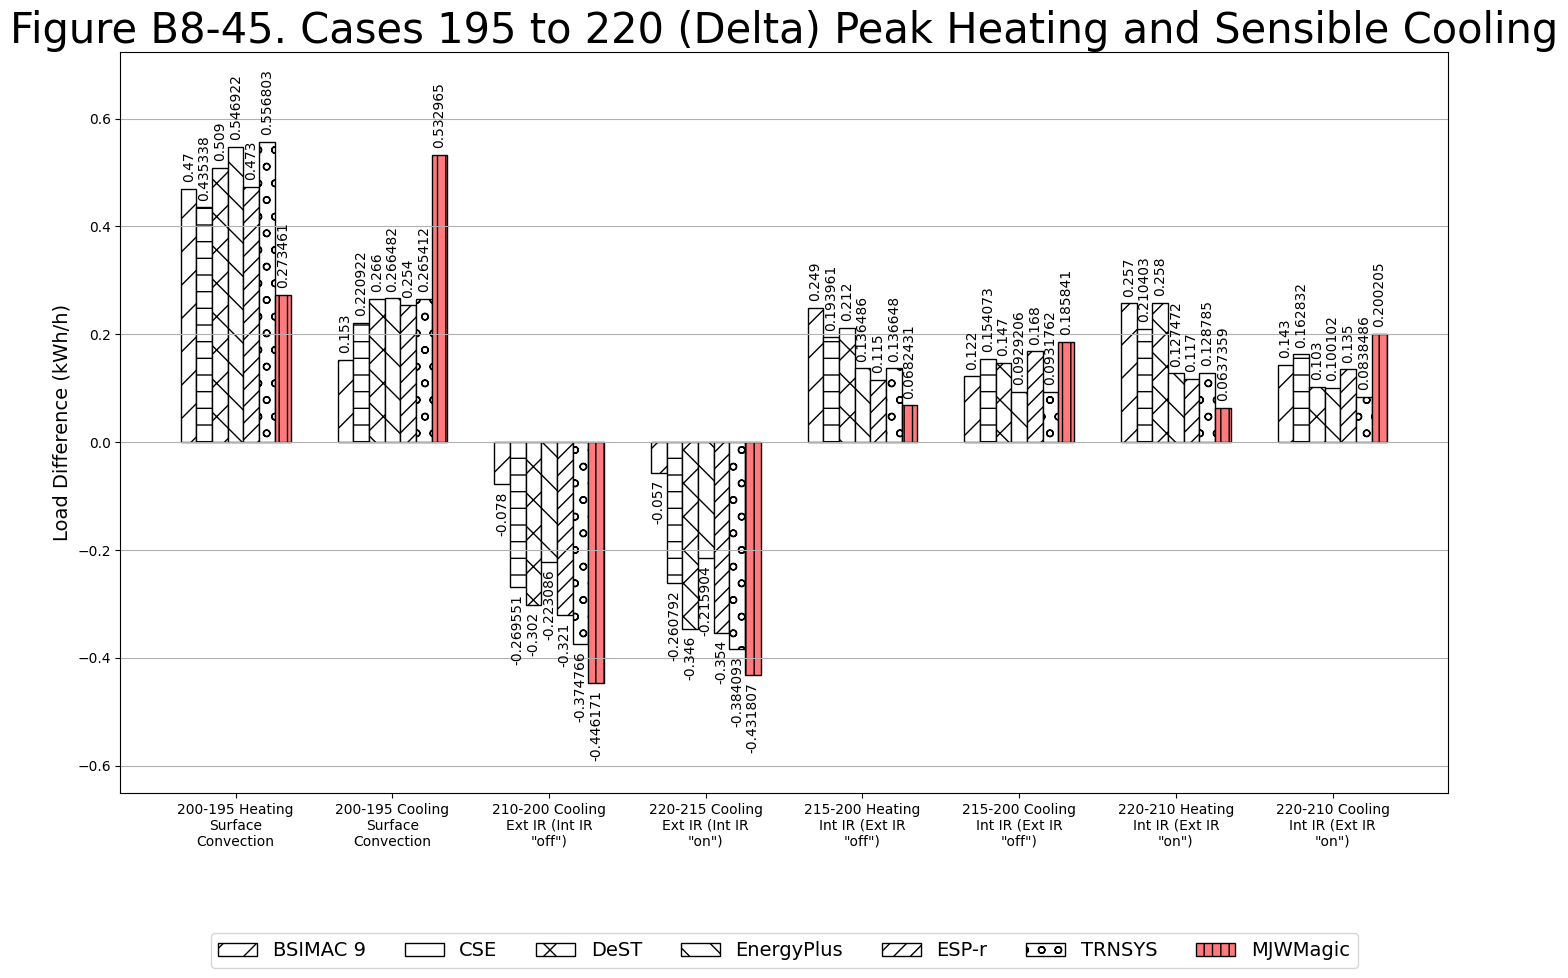 Figure B8-45. Cases 195 to 220 (Delta) Peak Heating and Sensible Cooling
Load Difference (kWh/h)
0.6
0.4
0.2
0.0
−0.2
−0.4
−0.6
0.47
0.435338
0.509
0.546922
0.473
0.556803
0.273461
0.153
0.220922
0.266
0.266482
0.254
0.265412
0.532965
-0.078
-0.269551
-0.302
-0.223086
-0.321
-0.374766
-0.446171
-0.057
-0.260792
-0.346
-0.215904
-0.354
-0.384093
-0.431807
0.249
0.193961
0.212
0.136486
0.115
0.136648
0.0682431
0.122
0.154073
0.147
0.0929206
0.168
0.0931762
0.185841
0.257
0.210403
0.258
0.127472
0.117
0.128785
0.0637359
0.143
0.162832
0.103
0.100102
0.135
0.0838486
0.200205
200-195 Heating
Surface
Convection
200-195 Cooling
Surface
Convection
210-200 Cooling
Ext IR (Int IR
"off")
220-215 Cooling
Ext IR (Int IR
"on")
215-200 Heating
Int IR (Ext IR
"off")
215-200 Cooling
Int IR (Ext IR
"off")
220-210 Heating
Int IR (Ext IR
"on")
220-210 Cooling
Int IR (Ext IR
"on")
BSIMAC 9
CSE
DeST
EnergyPlus
ESP-r
TRNSYS
MJWMagic